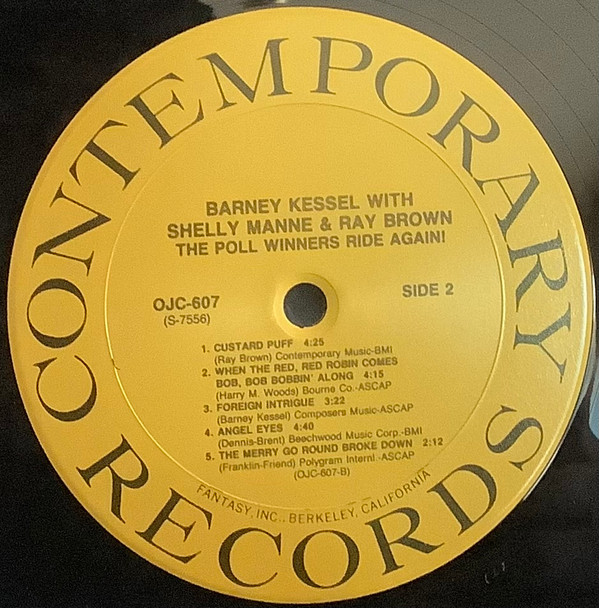 CONTEMPORARY
RECORDS
BARNEY KESSEL WITH
SHELLY MANNE & RAY BROWN
THE POLL WINNERS RIDE AGAIN!
OJC-607
(S-7556)
SIDE 2
1. CUSTARD PUFF 4:25
(Ray Brown) Contemporary Music-BMI
2. WHEN THE RED, RED ROBIN COMES
BOB, BOB BOBBIN' ALONG 4:15
(Harry M. Woods) Bourne Co.-ASCAP
3. FOREIGN INTRIGUE 3:22
(Barney Kessel) Composers Music-ASCAP
4. ANGEL EYES 4:40
(Dennis-Brent) Beechwood Music Corp.-BMI
5. THE MERRY GO ROUND BROKE DOWN 2:12
(Franklin-Friend) Polygram Internl.-ASCAP
(OJC-607-B)
FANTASY, INC., BERKELEY, CALIFORNIA